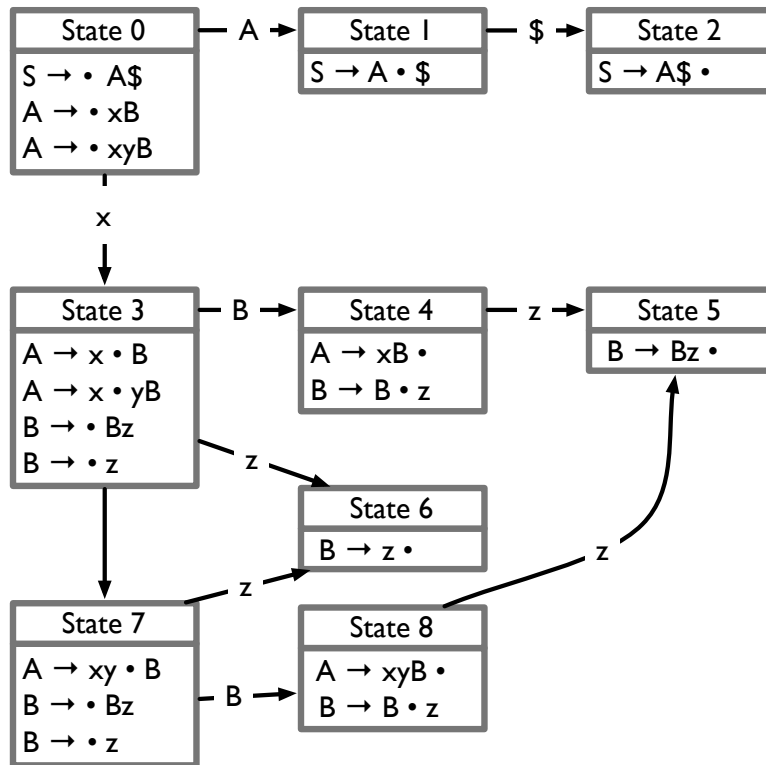 State 0
S → • A$
A → • xB
A → • xyB
A
State 1
S → A • $
$
State 2
S → A$ •
x
State 3
A → x • B
A → x • yB
B → • Bz
B → • z
B
State 4
A → xB •
B → B • z
z
State 5
B → Bz •
z
State 6
B → z •
z
z
State 7
A → xy • B
B → • Bz
B → • z
B
State 8
A → xyB •
B → B • z